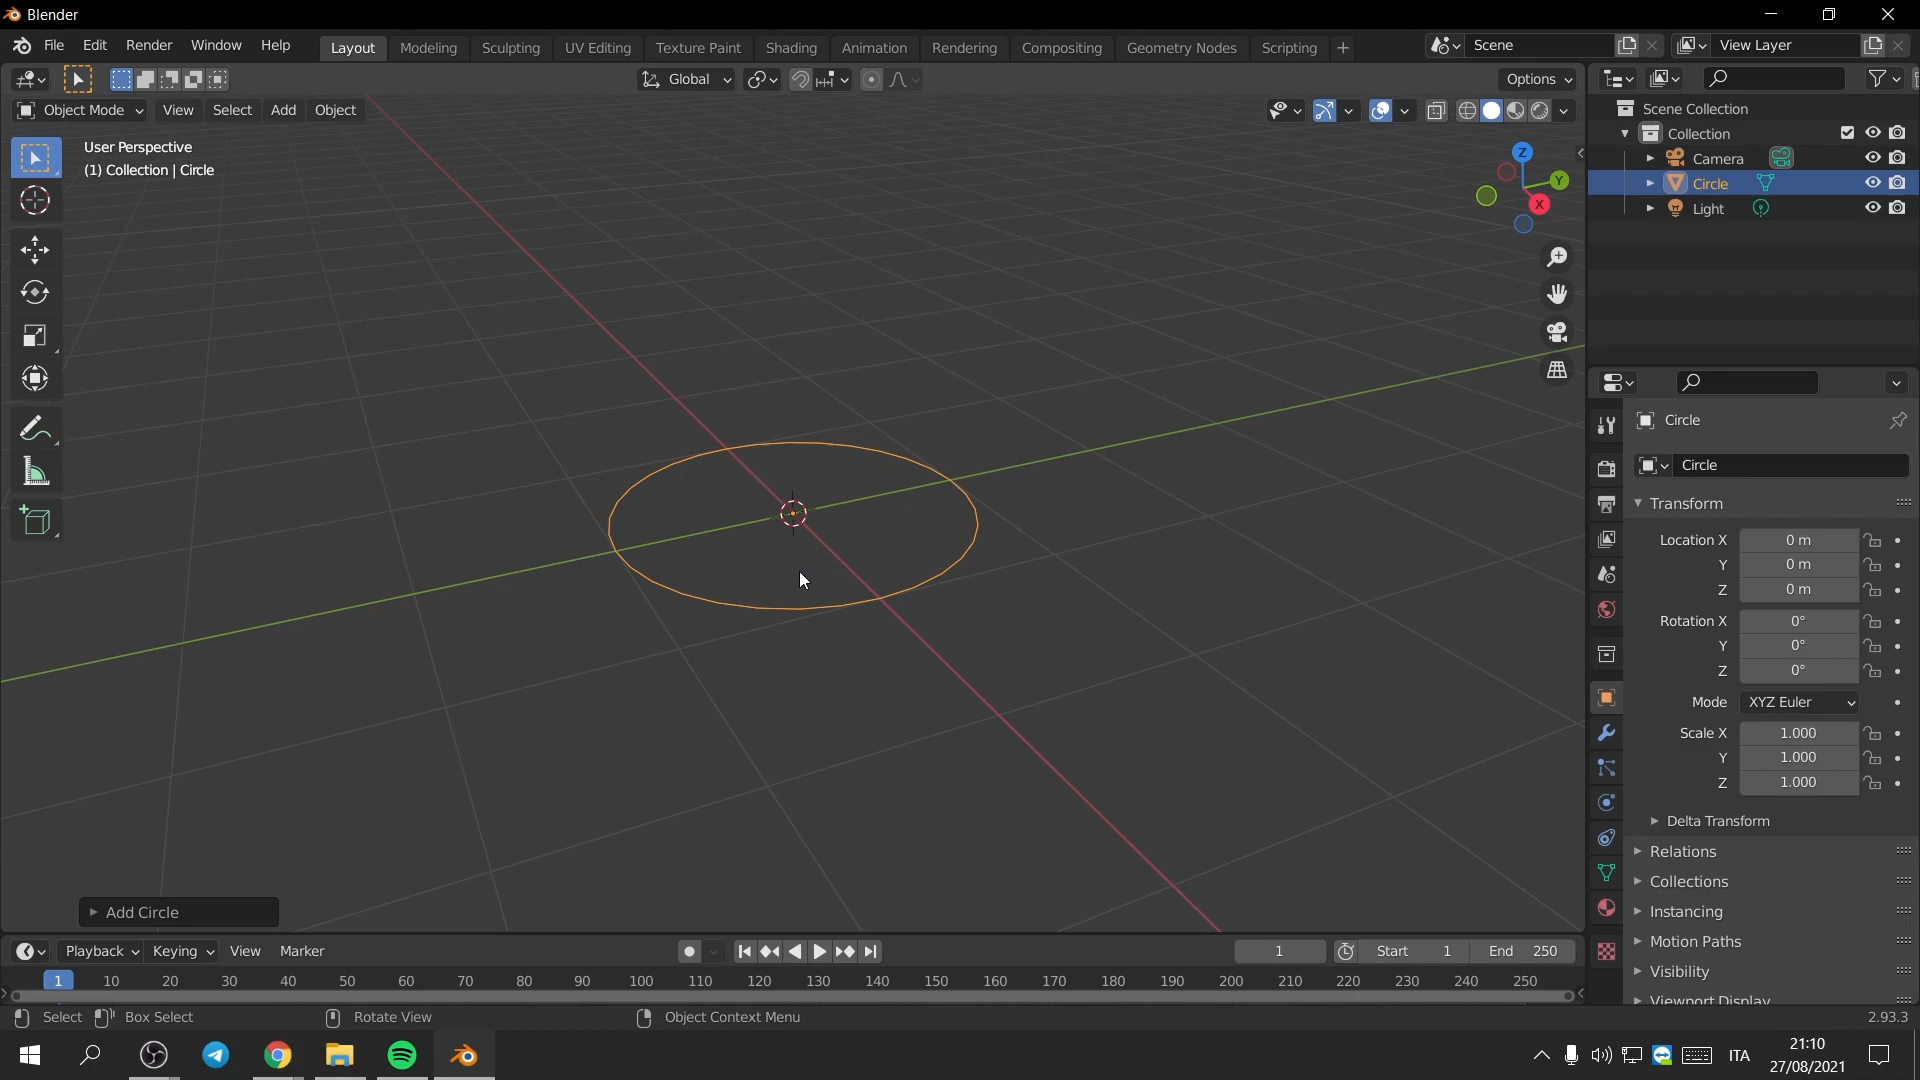 Blender
File Edit Render Window Help Layout Modeling Sculpting UV Editing Texture Paint Shading Animation Rendering Compositing Geometry Nodes Scripting + Scene View Layer
Global Options
Object Mode View Select Add Object
User Perspective
(1) Collection | Circle
Z
Y
X
Scene Collection
Collection
Camera
Circle
Light
Circle
Circle
Transform
Location X 0 m
Y 0 m
Z 0 m
Rotation X 0°
Y 0°
Z 0°
Mode XYZ Euler
Scale X 1.000
Y 1.000
Z 1.000
Delta Transform
Relations
Collections
Instancing
Motion Paths
Visibility
Viewport Display
Add Circle
Playback Keying View Marker 1 Start 1 End 250
1 10 20 30 40 50 60 70 80 90 100 110 120 130 140 150 160 170 180 190 200 210 220 230 240 250
Select Box Select Rotate View Object Context Menu 2.93.3
ITA
21:10
27/08/2021